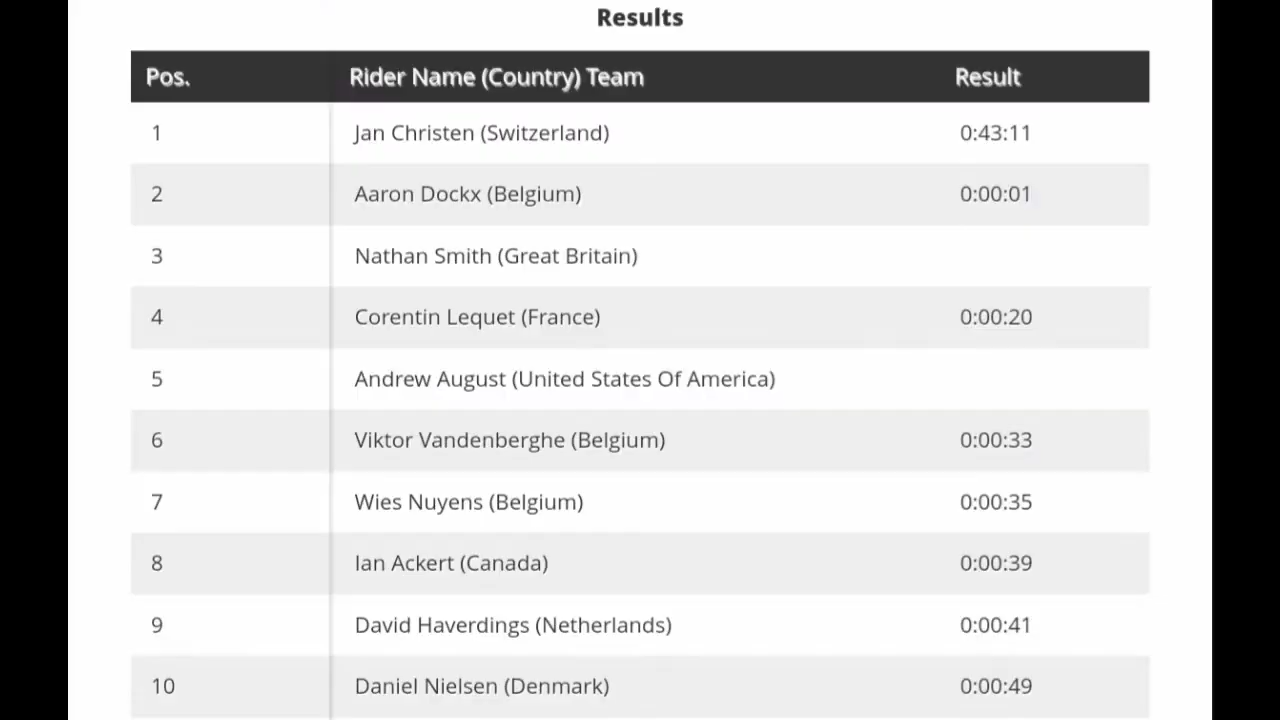 Results
Pos. Rider Name (Country) Team Result
1 Jan Christen (Switzerland) 0:43:11
2 Aaron Dockx (Belgium) 0:00:01
3 Nathan Smith (Great Britain)
4 Corentin Lequet (France) 0:00:20
5 Andrew August (United States Of America)
6 Viktor Vandenberghe (Belgium) 0:00:33
7 Wies Nuyens (Belgium) 0:00:35
8 Ian Ackert (Canada) 0:00:39
9 David Haverdings (Netherlands) 0:00:41
10 Daniel Nielsen (Denmark) 0:00:49